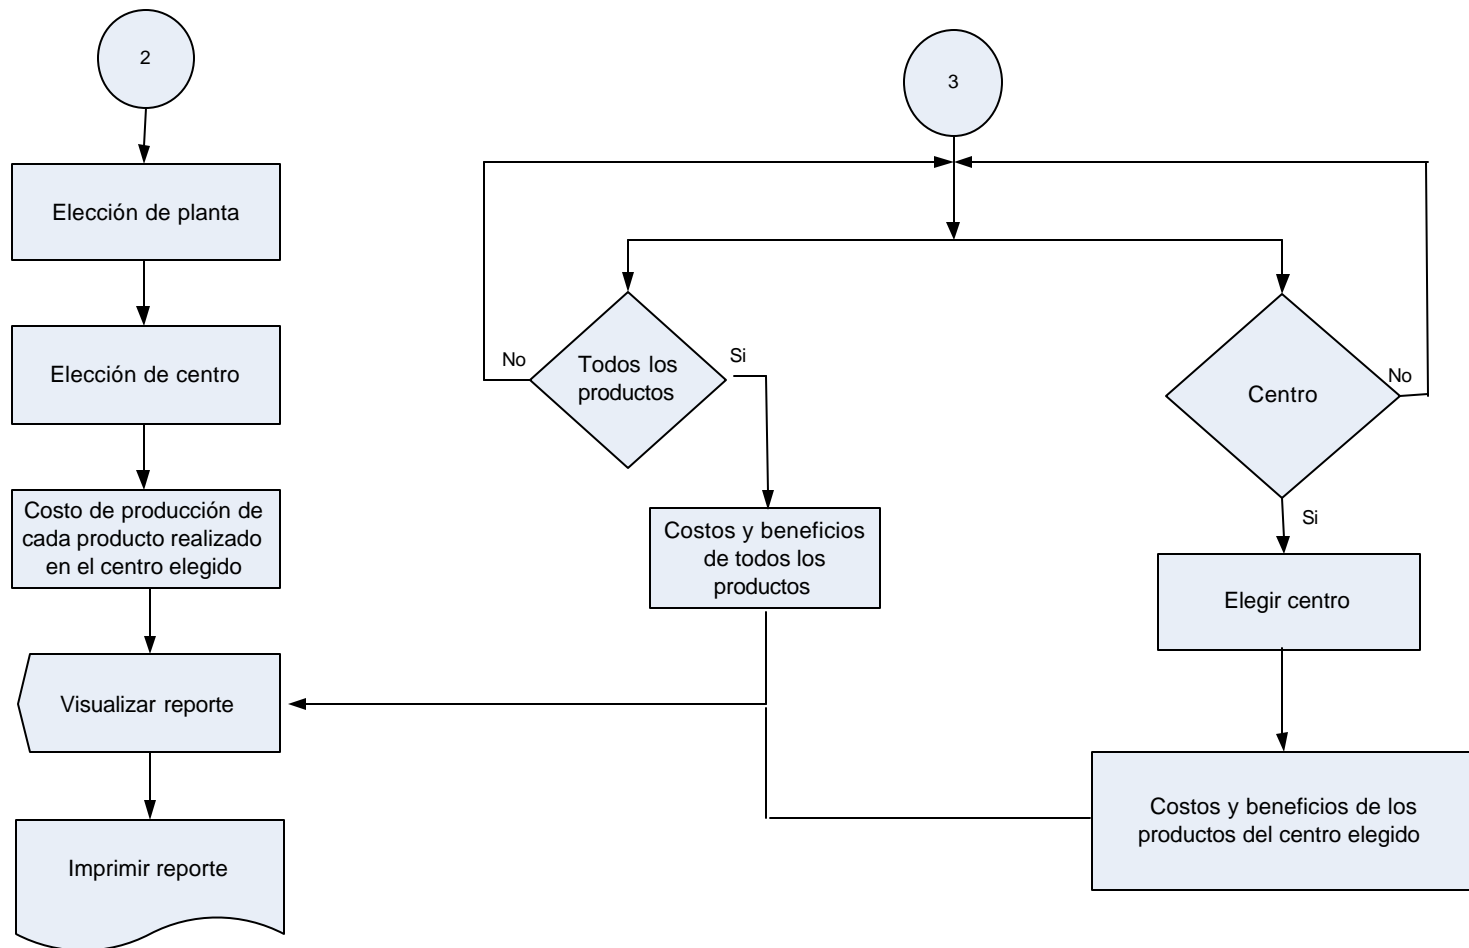 2
Elección de planta
Elección de centro
Costo de producción de
cada producto realizado
en el centro elegido
Visualizar reporte
Imprimir reporte
3
No
Todos los
productos
Si
Costos y beneficios
de todos los
productos
Centro
No
Si
Elegir centro
Costos y beneficios de los
productos del centro elegido